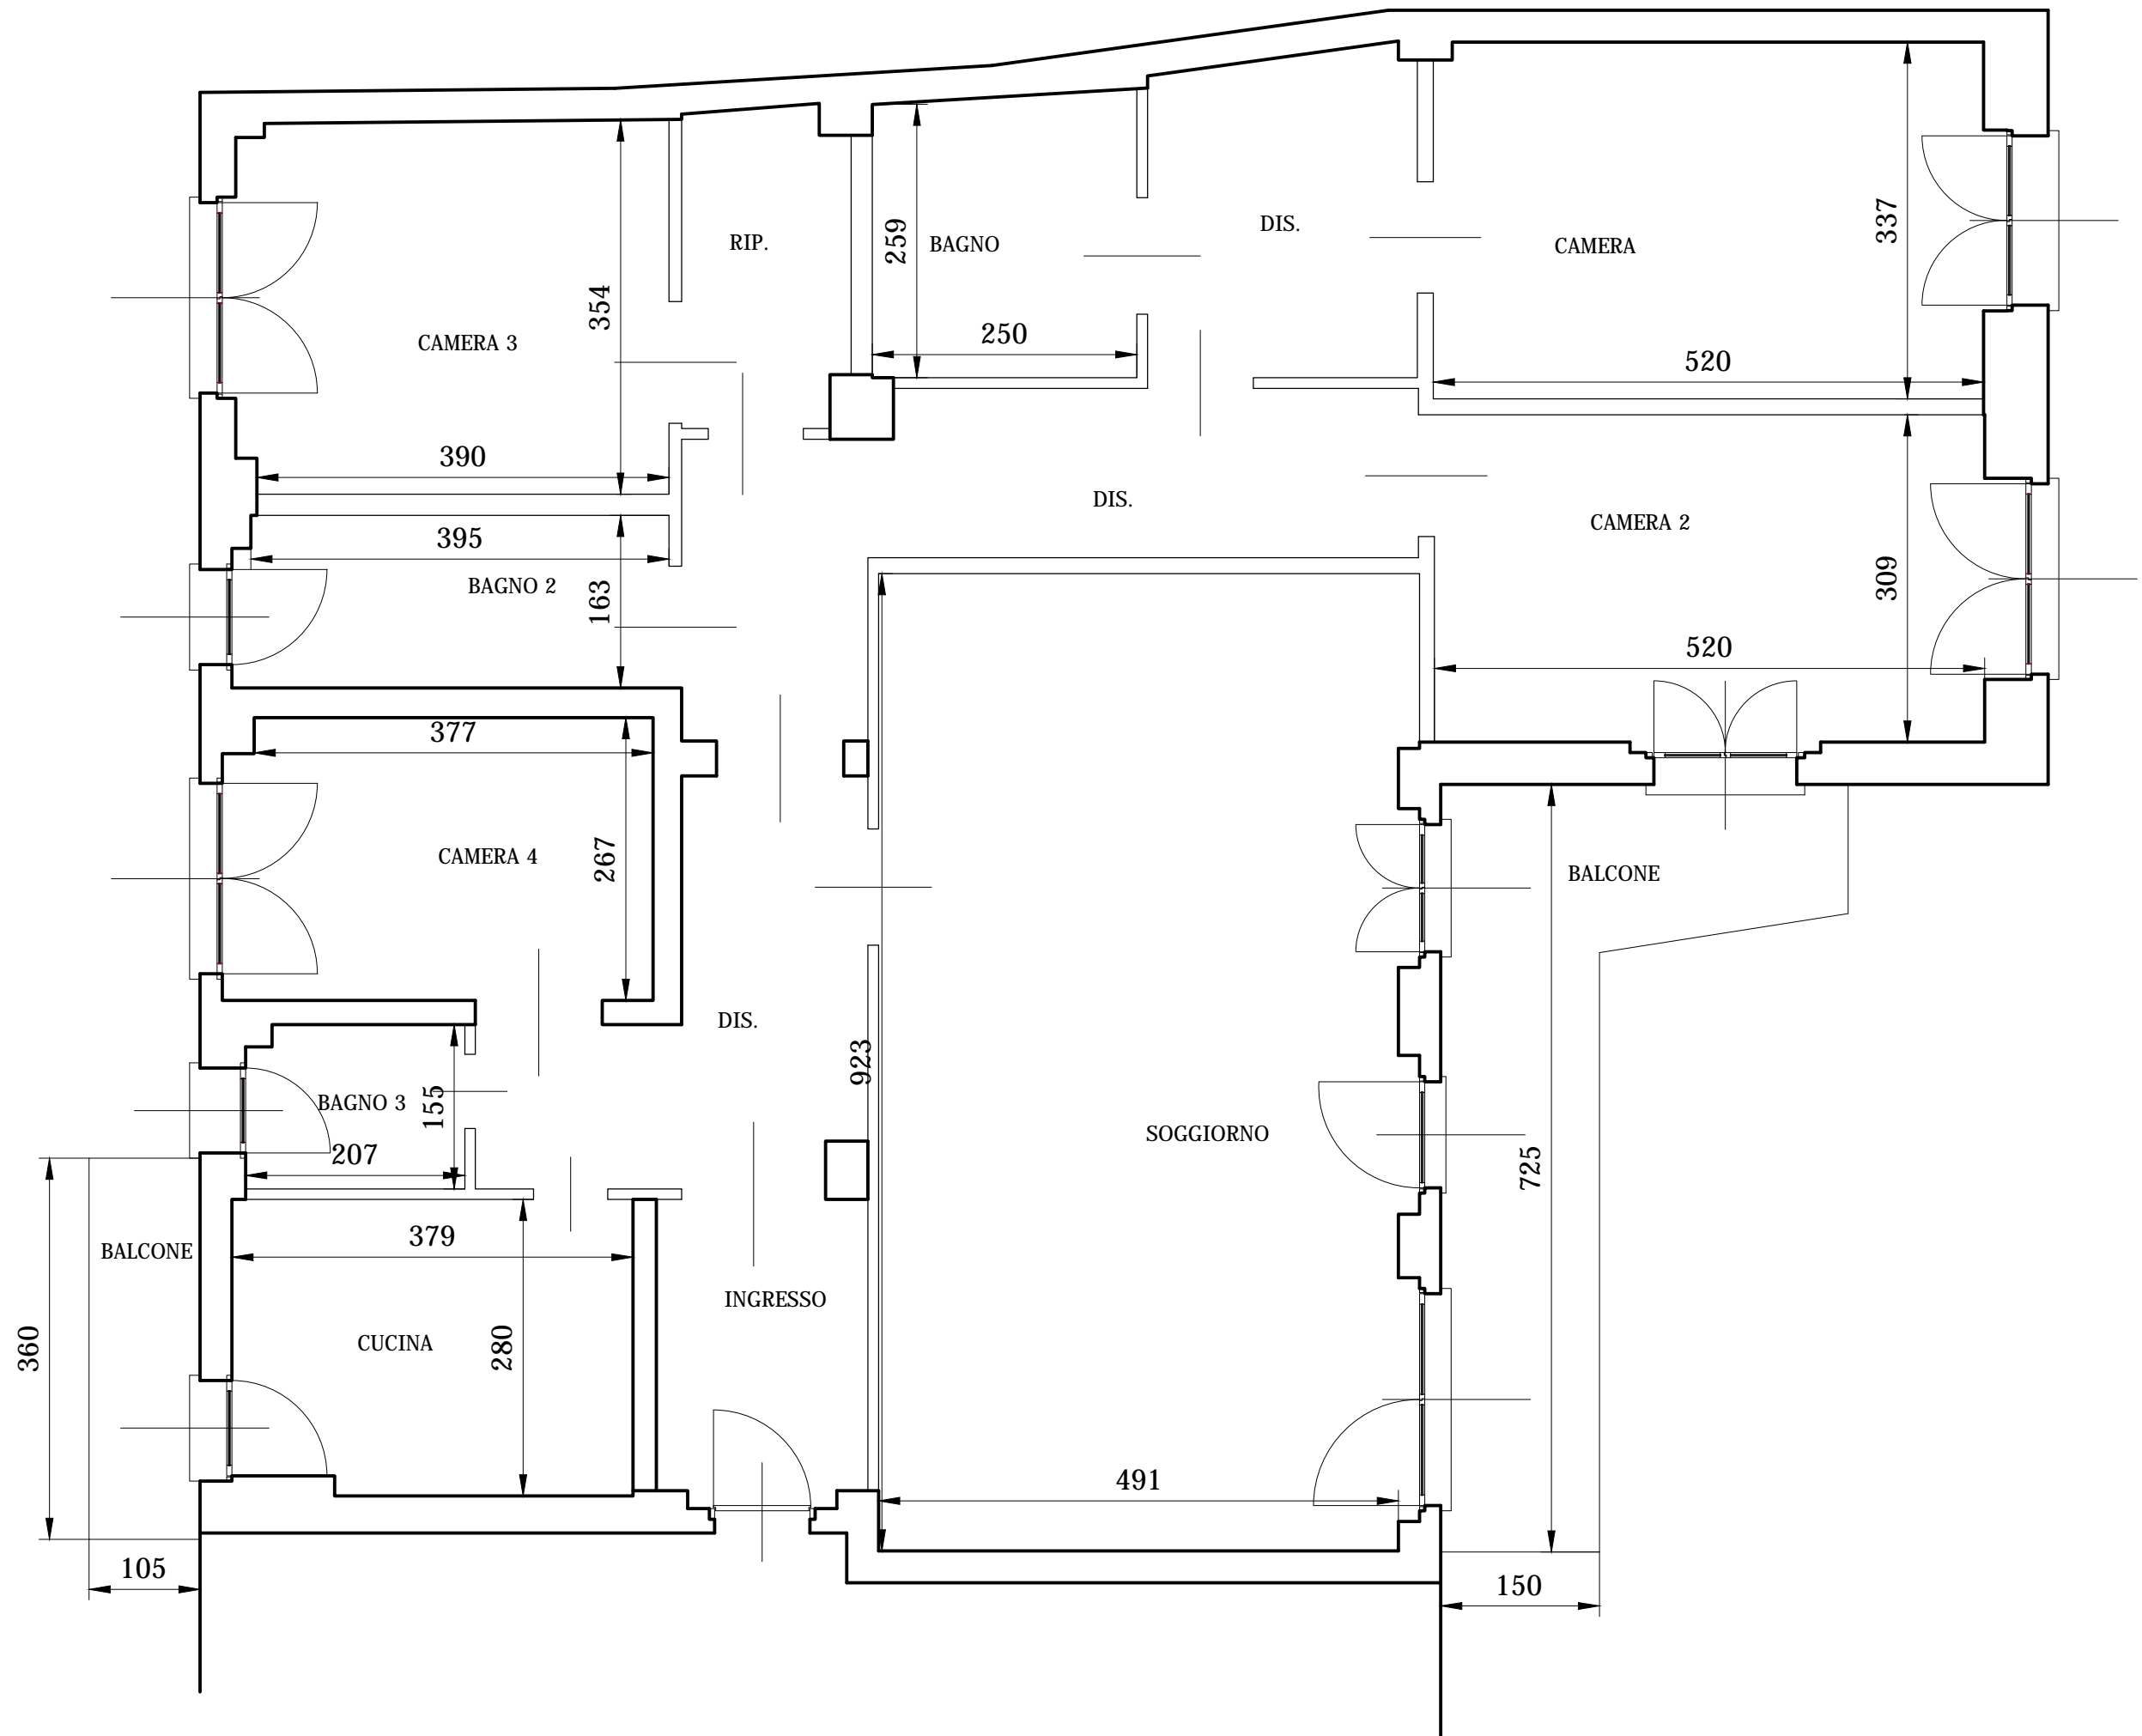 DIS.
337
RIP.
259
BAGNO
CAMERA
354
CAMERA 3
250
520
390
DIS.
CAMERA 2
395
309
BAGNO 2
163
520
377
CAMERA 4
267
BALCONE
DIS.
923
BAGNO 3
155
SOGGIORNO
207
725
BALCONE
379
INGRESSO
360
CUCINA
280
491
105
150